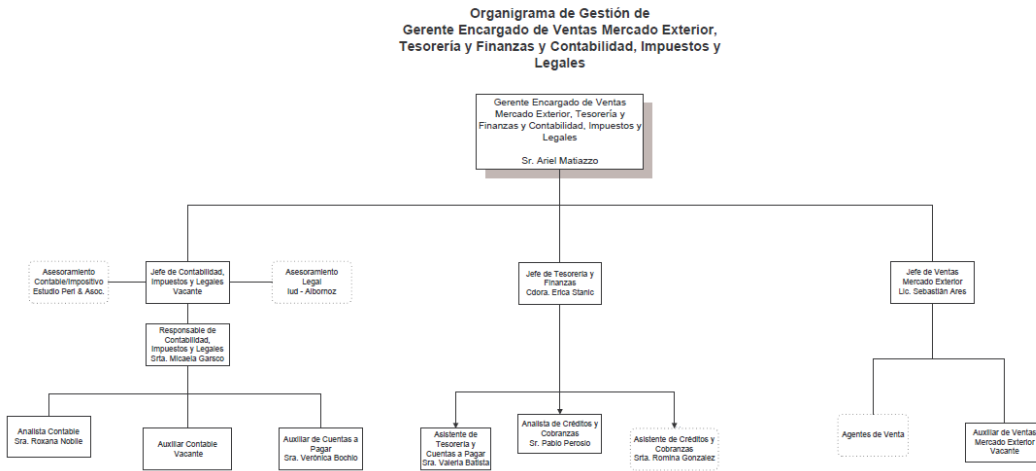 Organigrama de Gestión de
Gerente Encargado de Ventas Mercado Exterior,
Tesorería y Finanzas y Contabilidad, Impuestos y
Legales
Gerente Encargado de Ventas
Mercado Exterior, Tesorería y
Finanzas y Contabilidad, Impuestos y
Legales
Sr. Ariel Matiazzo
Asesoramiento
Contable/Impositivo
Estudio Peri & Asoc.
Jefe de Contabilidad,
Impuestos y Legales
Vacante
Asesoramiento
Legal
Iud - Albornoz
Jefe de Tesorería y
Finanzas
Cdora. Erica Stanic
Jefe de Ventas
Mercado Exterior
Lic. Sebastián Ares
Responsable de
Contabilidad,
Impuestos y Legales
Srta. Micaela Garsco
Analista Contable
Sra. Roxana Noblie
Auxiliar Contable
Vacante
Auxiliar de Cuentas a
Pagar
Sra. Verónica Bochio
Asistente de
Tesorería y
Cuentas a Pagar
Sra. Valeria Batista
Analista de Créditos y
Cobranzas
Sr. Pablo Perosio
Asistente de Créditos y
Cobranzas
Srta. Romina Gonzalez
Agentes de Venta
Auxiliar de Ventas
Mercado Exterior
Vacante